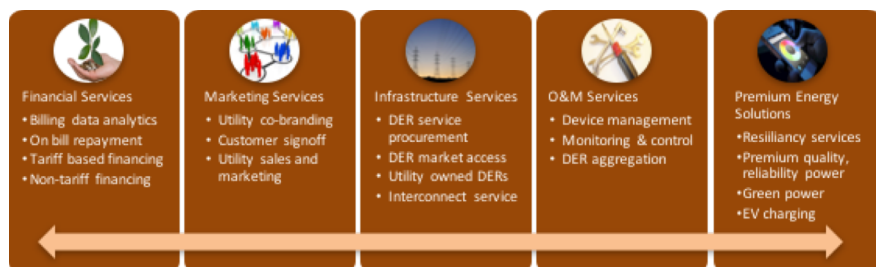 Financial Services
•Billing data analytics
•On bill repayment
•Tariff based financing
•Non-tariff financing
Marketing Services
• Utility co-branding
• Customer signoff
• Utility sales and
marketing
Infrastructure Services
• DER service
procurement
• DER market access
• Utility owned DERs
• Interconnect service
O&M Services
• Device management
• Monitoring & control
• DER aggregation
Premium Energy
Solutions
•Resiiliancy services
•Premium quality,
reliability power
•Green power
•EV charging